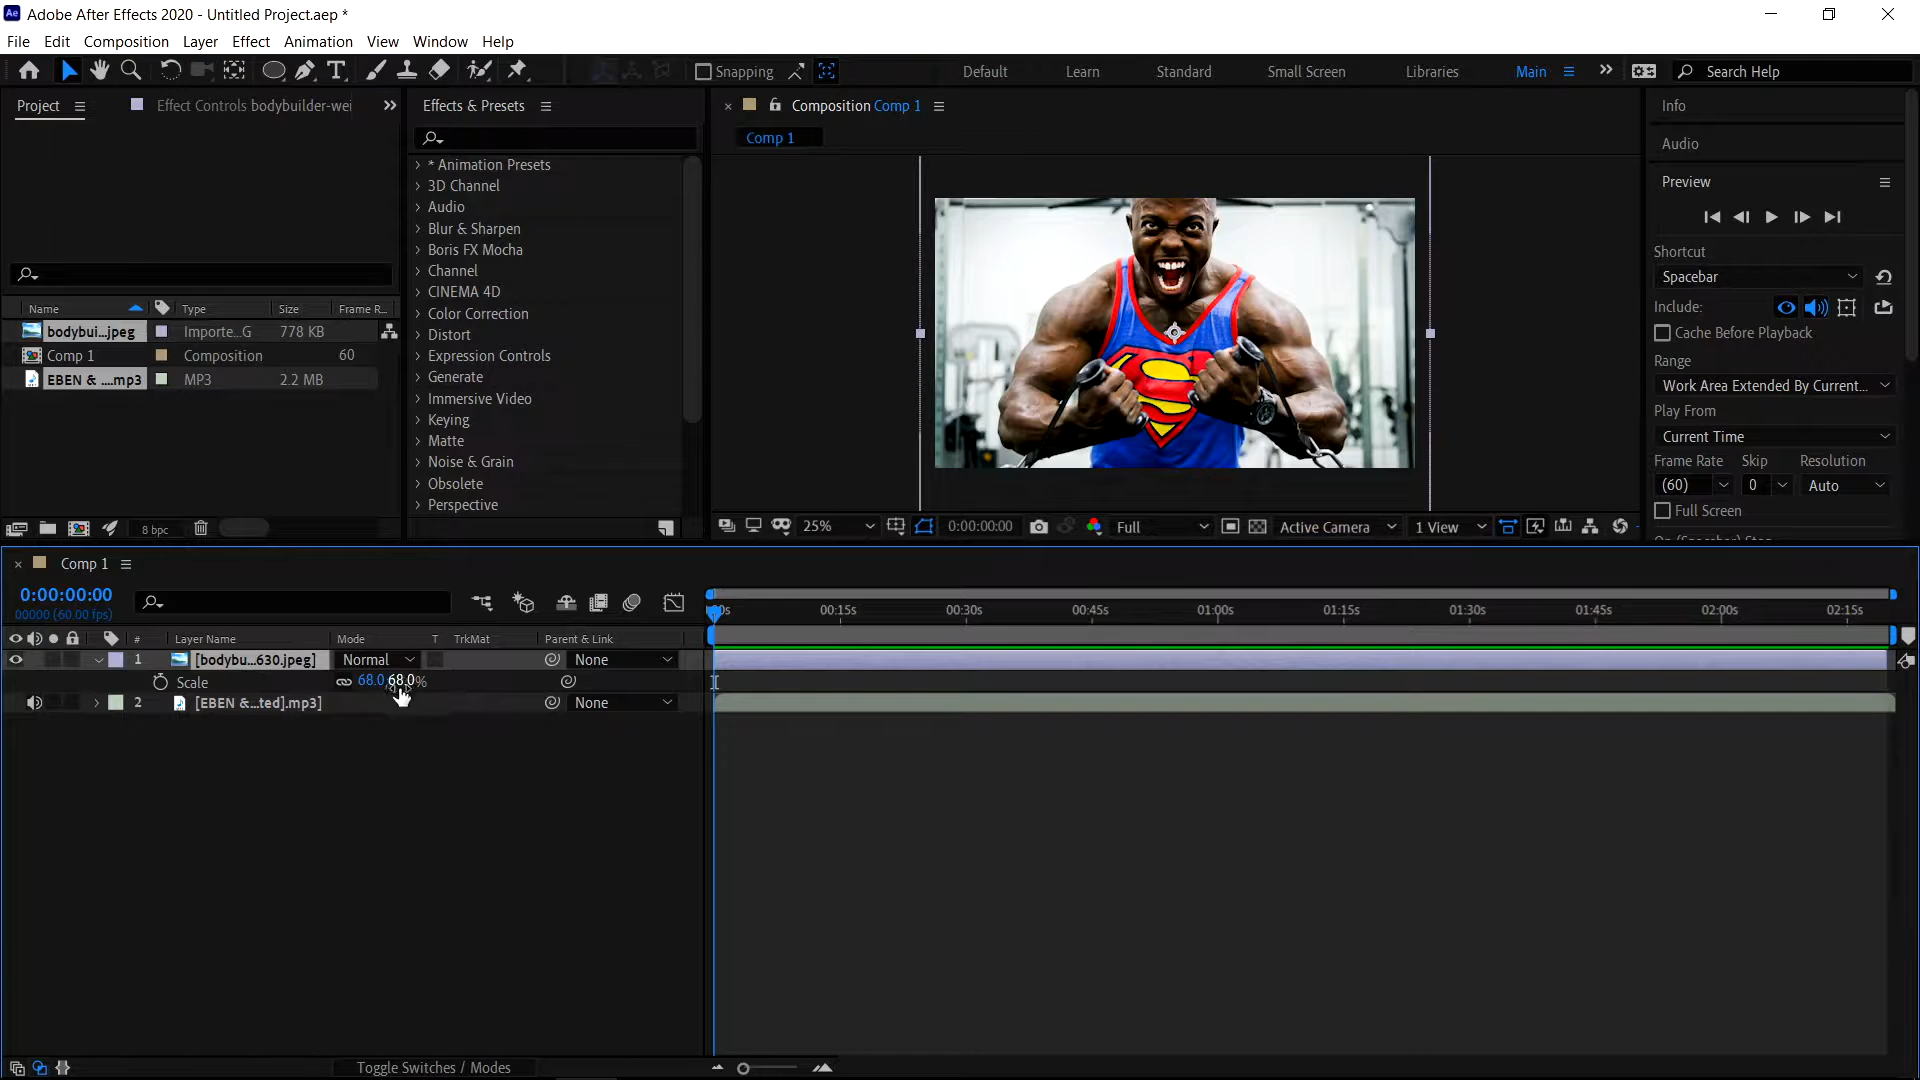 Adobe After Effects 2020 - Untitled Project.aep *
File Edit Composition Layer Effect Animation View Window Help
Snapping Default Learn Standard Small Screen Libraries Main Search Help
Project Effect Controls bodybuilder-wei
Name Type Size Frame R...
bodybui...jpeg Importe...G 778 KB
Comp 1 Composition 60
EBEN & ....mp3 MP3 2.2 MB
8 bpc
Effects & Presets
* Animation Presets
3D Channel
Audio
Blur & Sharpen
Boris FX Mocha
Channel
CINEMA 4D
Color Correction
Distort
Expression Controls
Generate
Immersive Video
Keying
Matte
Noise & Grain
Obsolete
Perspective
Composition Comp 1
Comp 1
25% 0:00:00:00 Full Active Camera 1 View
Info
Audio
Preview
Shortcut
Spacebar
Include:
Cache Before Playback
Range
Work Area Extended By Current...
Play From
Current Time
Frame Rate Skip Resolution
(60) 0 Auto
Full Screen
Comp 1
0:00:00:00
00000 (60.00 fps)
00:15s 00:30s 00:45s 01:00s 01:15s 01:30s 01:45s 02:00s 02:15s
# Layer Name Mode T TrkMat Parent & Link
1 [bodybu...630.jpeg] Normal None
Scale 68.0,68.0%
2 [EBEN &...ted].mp3] None
Toggle Switches / Modes